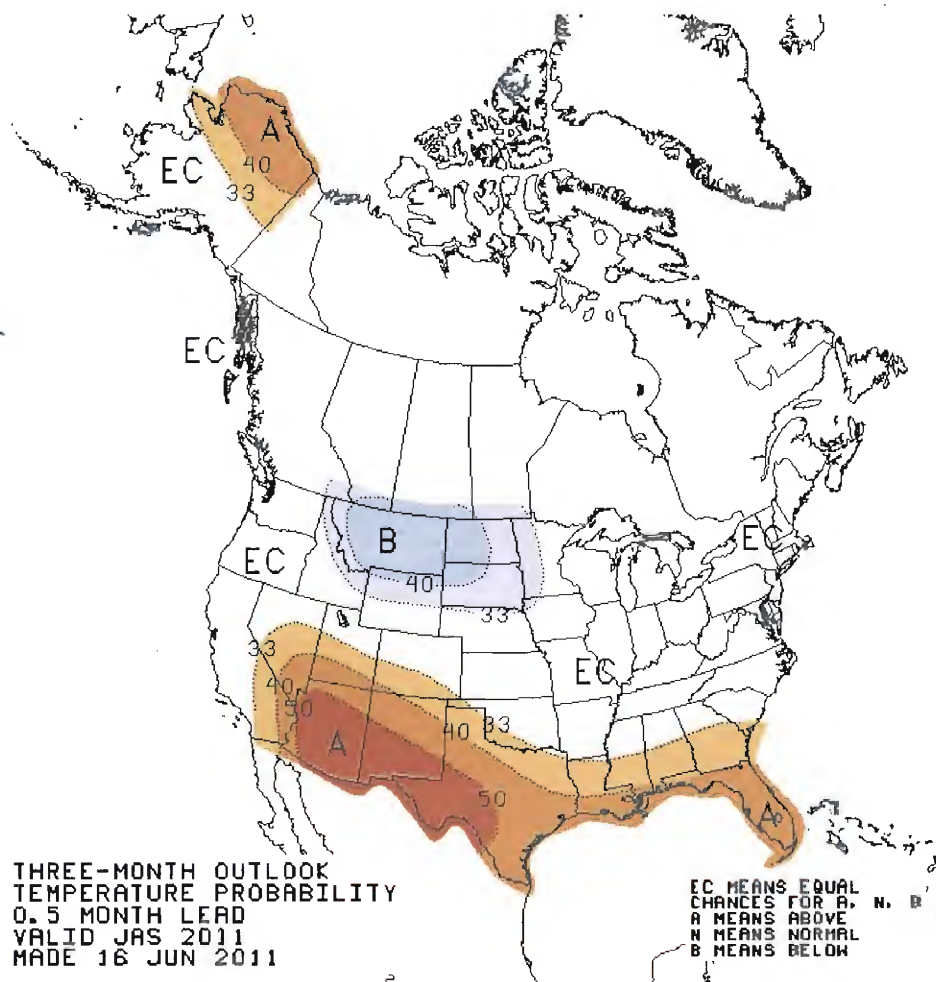 A
EC
40
33
EC
B
EC
EC
40
33
33
EC
40
50
33
40
A
50
A
THREE-MONTH OUTLOOK
TEMPERATURE PROBABILITY
0.5 MONTH LEAD
VALID JAS 2011
MADE 16 JUN 2011
EC MEANS EQUAL
CHANCES FOR A, N, B
A MEANS ABOVE
N MEANS NORMAL
B MEANS BELOW